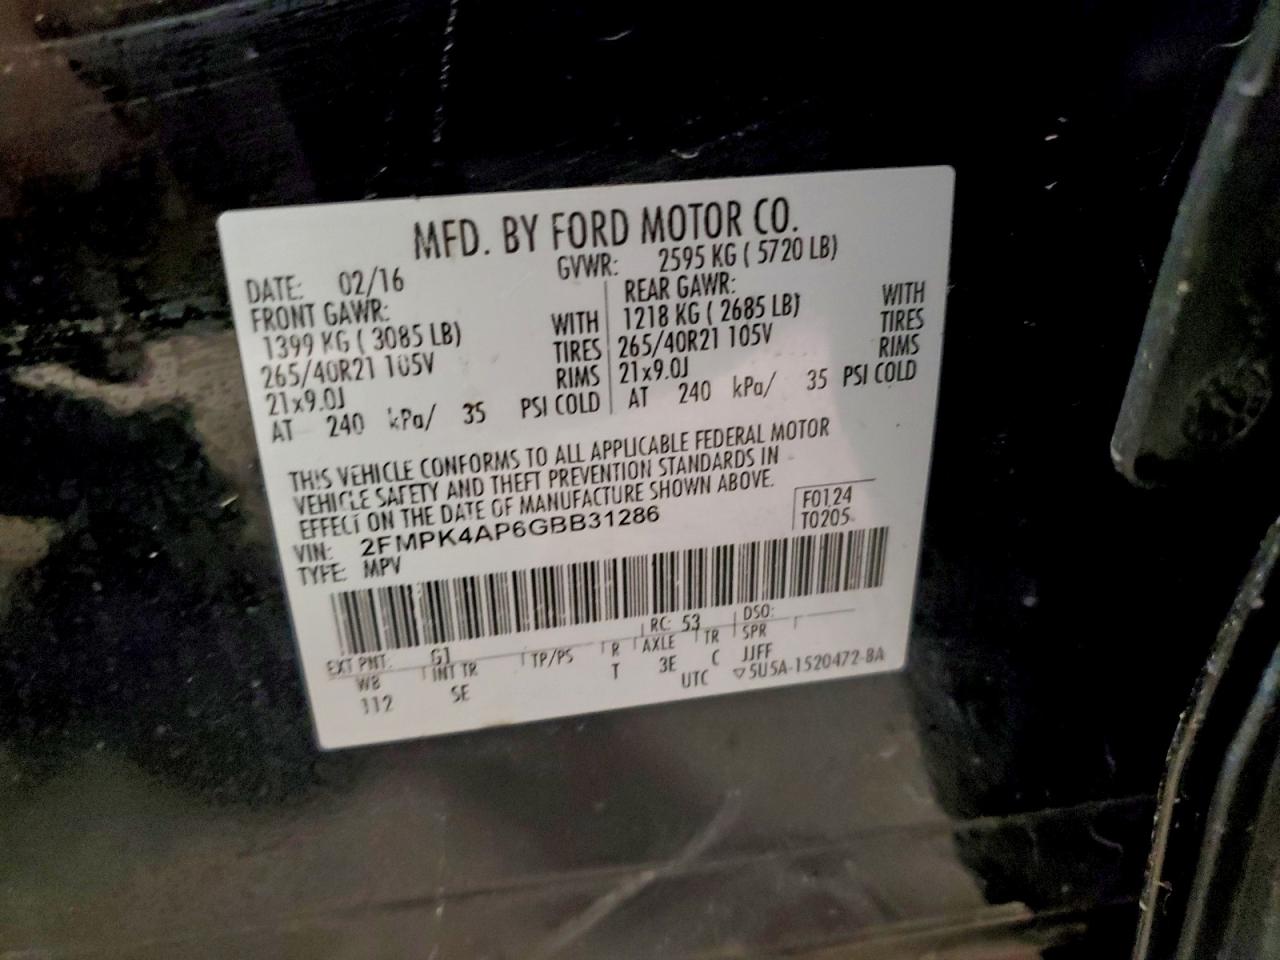 MFD. BY FORD MOTOR CO.
DATE: 02/16 GVWR: 2595 KG ( 5720 LB)
FRONT GAWR: REAR GAWR:
1399 KG ( 3085 LB) WITH 1218 KG ( 2685 LB) WITH
265/40R21 105V TIRES 265/40R21 105V TIRES
21x9.0J RIMS 21x9.0J RIMS
AT 240 kPa/ 35 PSI COLD AT 240 kPa/ 35 PSI COLD
THIS VEHICLE CONFORMS TO ALL APPLICABLE FEDERAL MOTOR
VEHICLE SAFETY AND THEFT PREVENTION STANDARDS IN
EFFECT ON THE DATE OF MANUFACTURE SHOWN ABOVE.
VIN: 2FMPK4AP6GBB31286 F0124
TYPE: MPV T0205
EXT PNT: G1 RC: 53 DSO:
W8 INT TR TP/PS R AXLE TR SPR
112 SE T 3E C JJFF
UTC ▽5U5A-1520472-BA